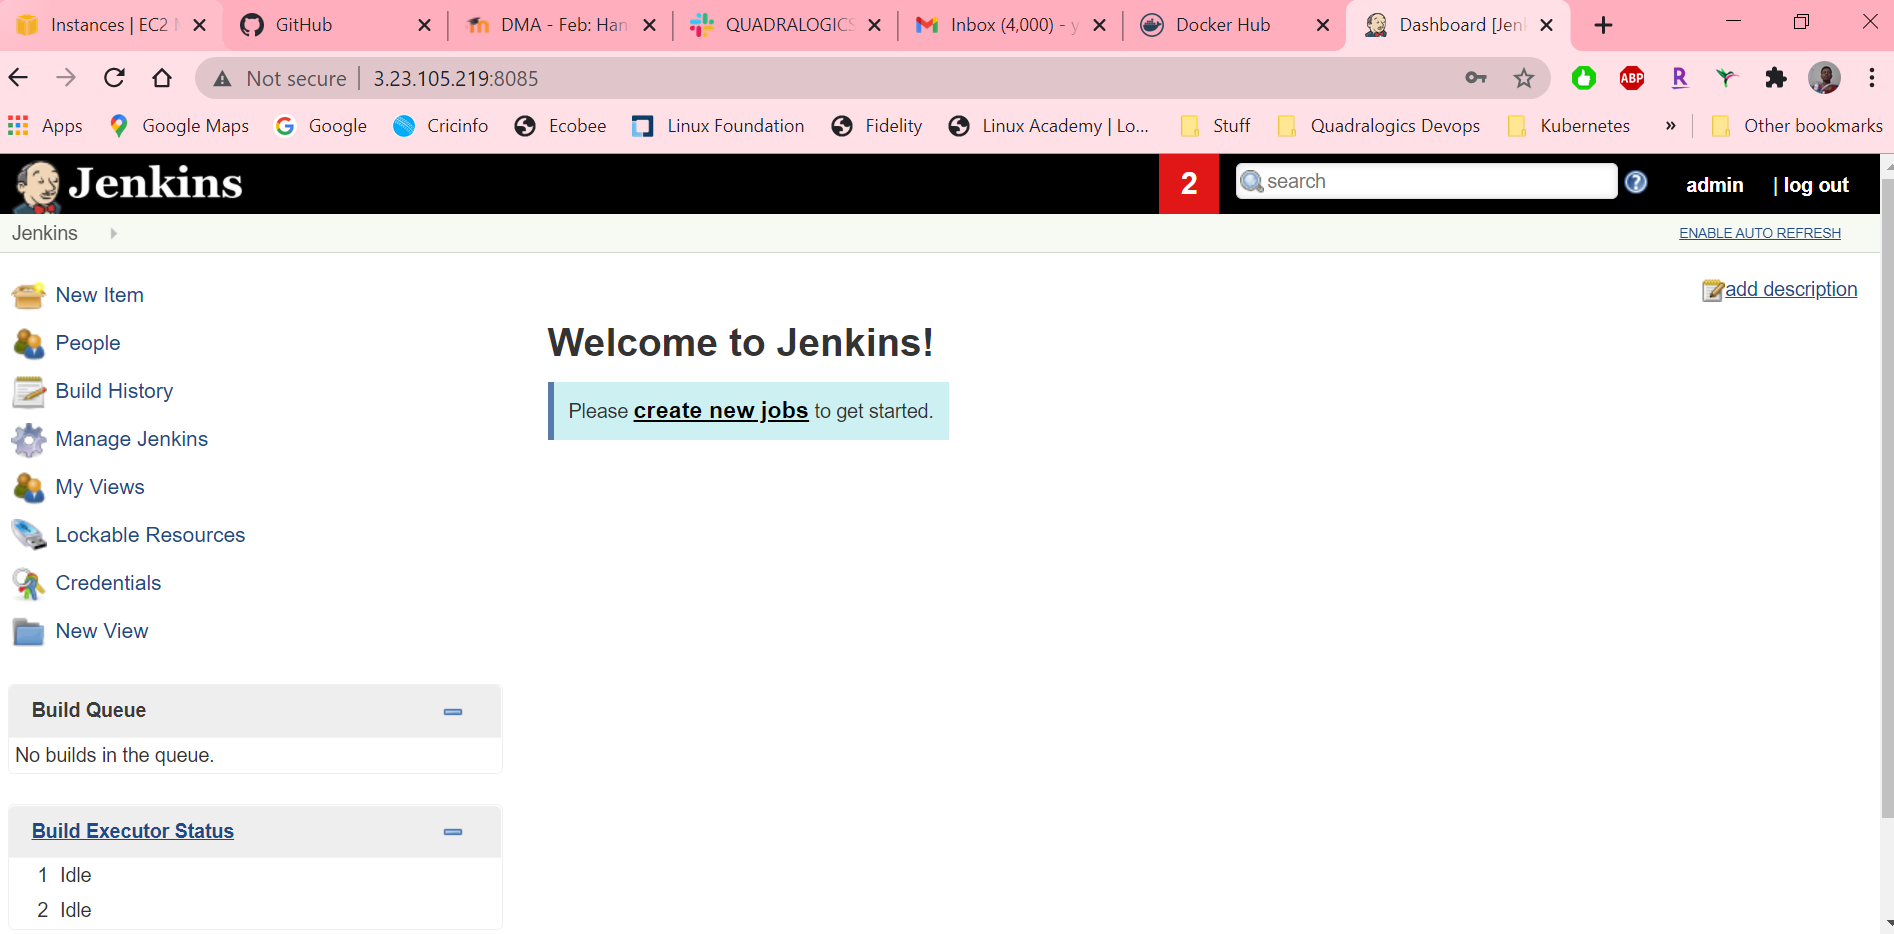 Instances | EC2 M
GitHub
DMA - Feb: Han
QUADRALOGICS
Inbox (4,000) - y
Docker Hub
Dashboard [Jenk
Not secure | 3.23.105.219:8085
ABP
R
Apps
Google Maps
Google
Cricinfo
Ecobee
Linux Foundation
Fidelity
Linux Academy | Lo...
Stuff
Quadralogics Devops
Kubernetes
»
Other bookmarks
Jenkins
2
search
?
admin
| log out
Jenkins
ENABLE AUTO REFRESH
New Item
add description
People
Welcome to Jenkins!
Build History
Please create new jobs to get started.
Manage Jenkins
My Views
Lockable Resources
Credentials
New View
Build Queue
No builds in the queue.
Build Executor Status
1 Idle
2 Idle